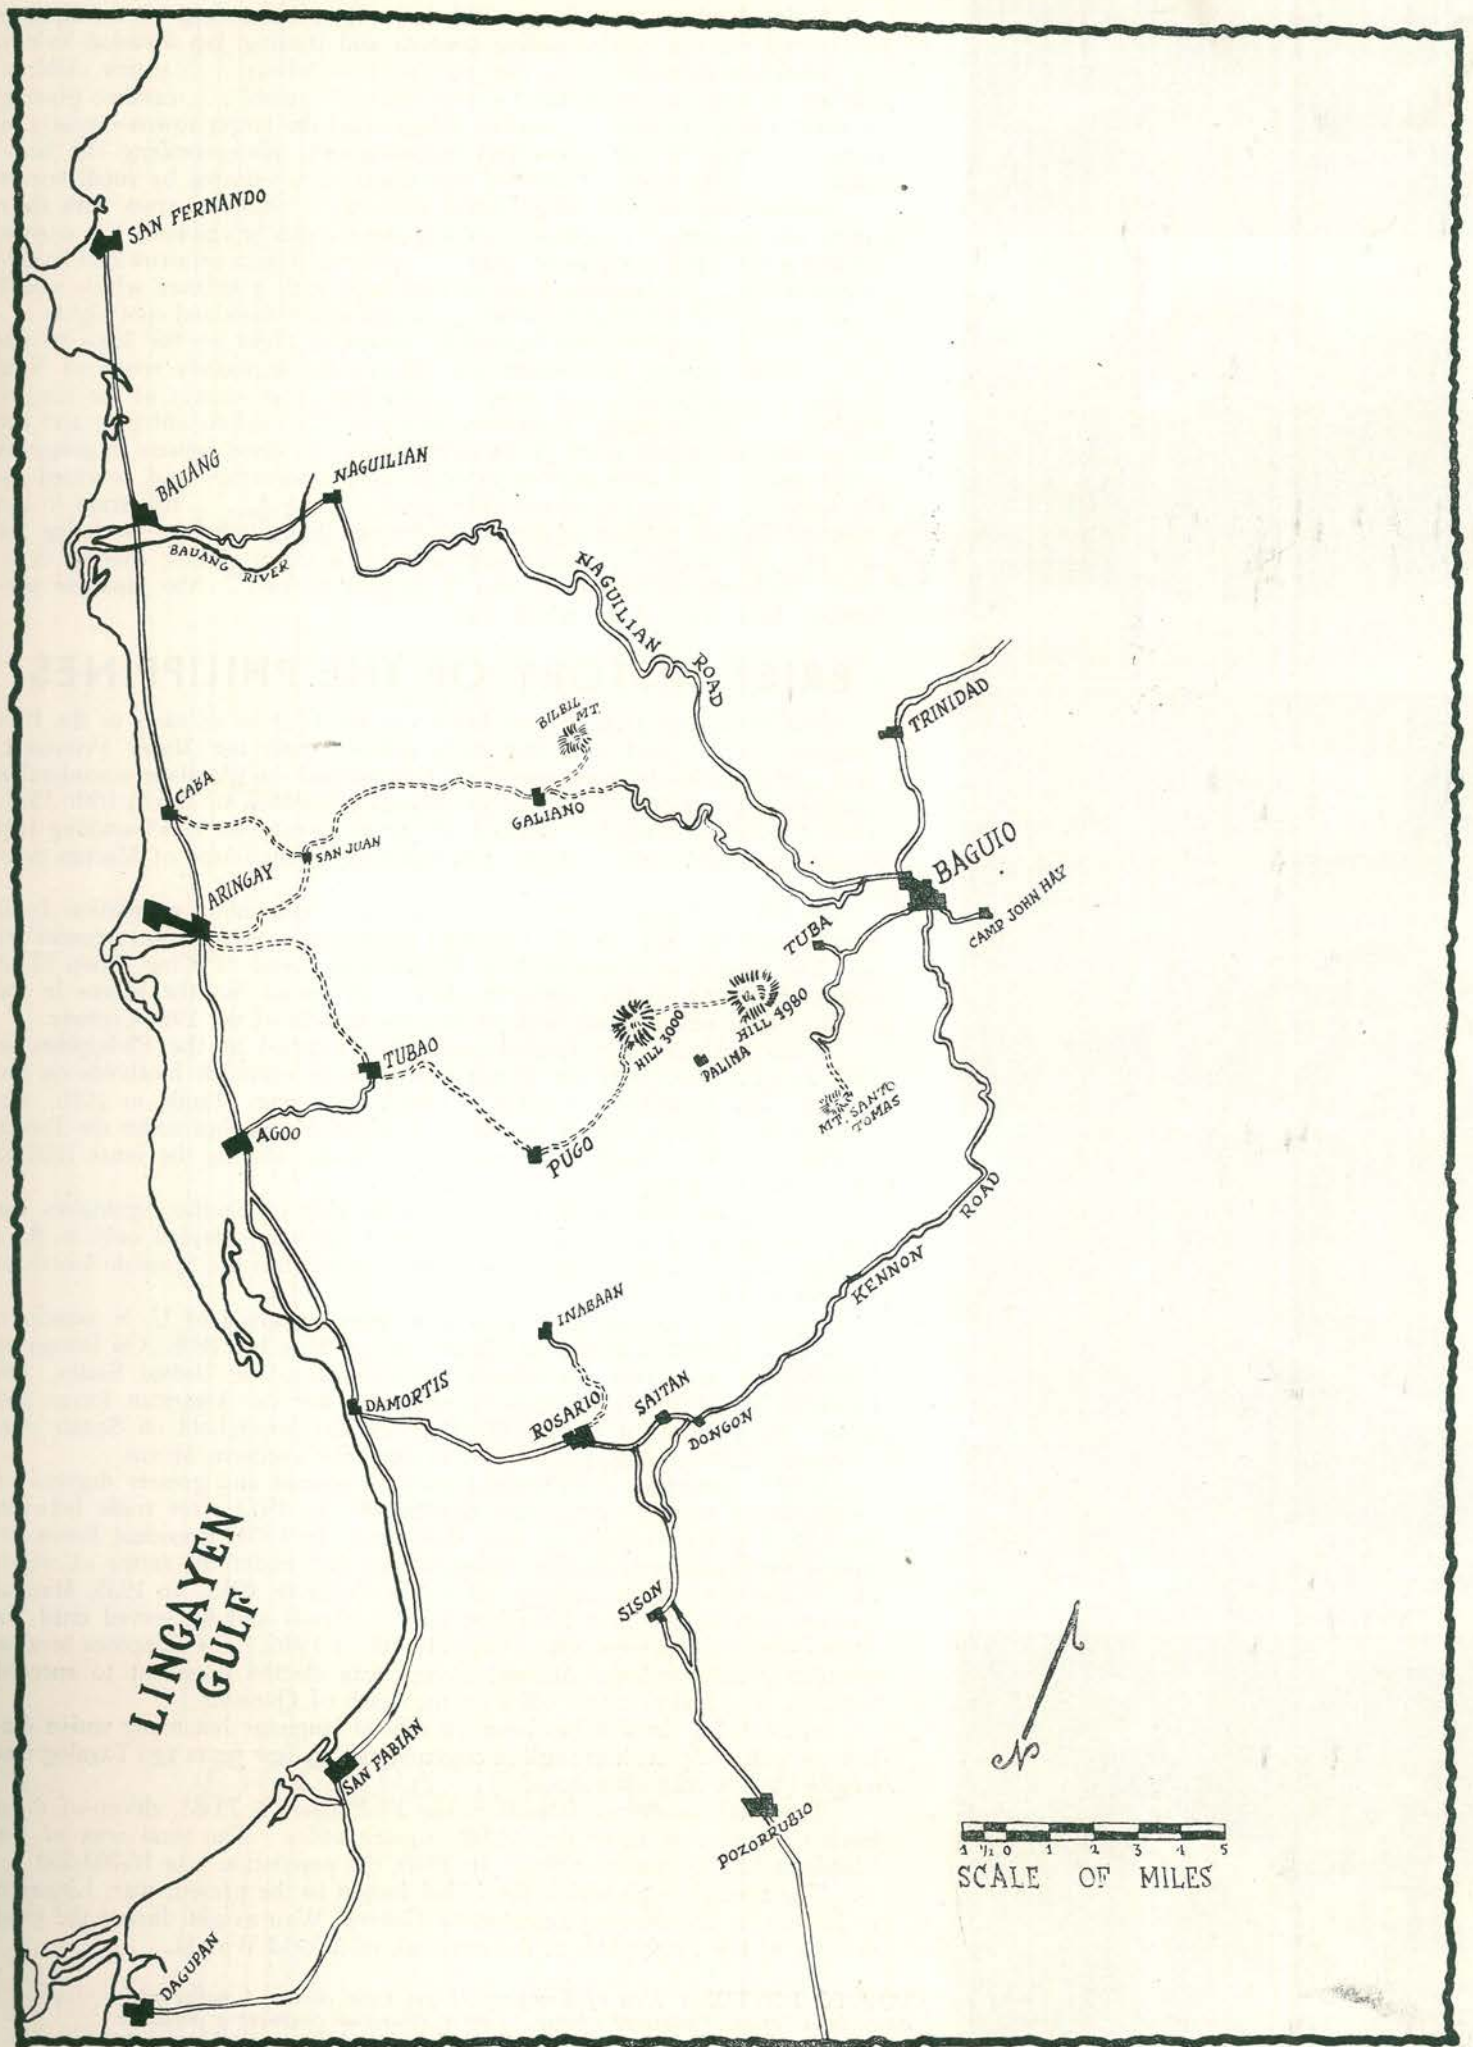 SAN FERNANDO
BAUANG
NAGUILIAN
BAUANG RIVER
NAGUILIAN ROAD
BILBIL
MT.
TRINIDAD
CABA
GALIANO
SAN JUAN
BAGUIO
ARINGAY
CAMP JOHN HAY
TUBA
HILL 4980
HILL 3000
PALINA
TUBAO
MT. SANTO
TOMAS
AGOO
PUGO
KENNON ROAD
INABAAN
DAMORTIS
ROSARIO
SAITAN
DONGON
LINGAYEN
GULF
SISON
N
SAN FABIAN
POZORRUBIO
1 ½ 0 1 2 3 4 5
SCALE OF MILES
DAGUPAN